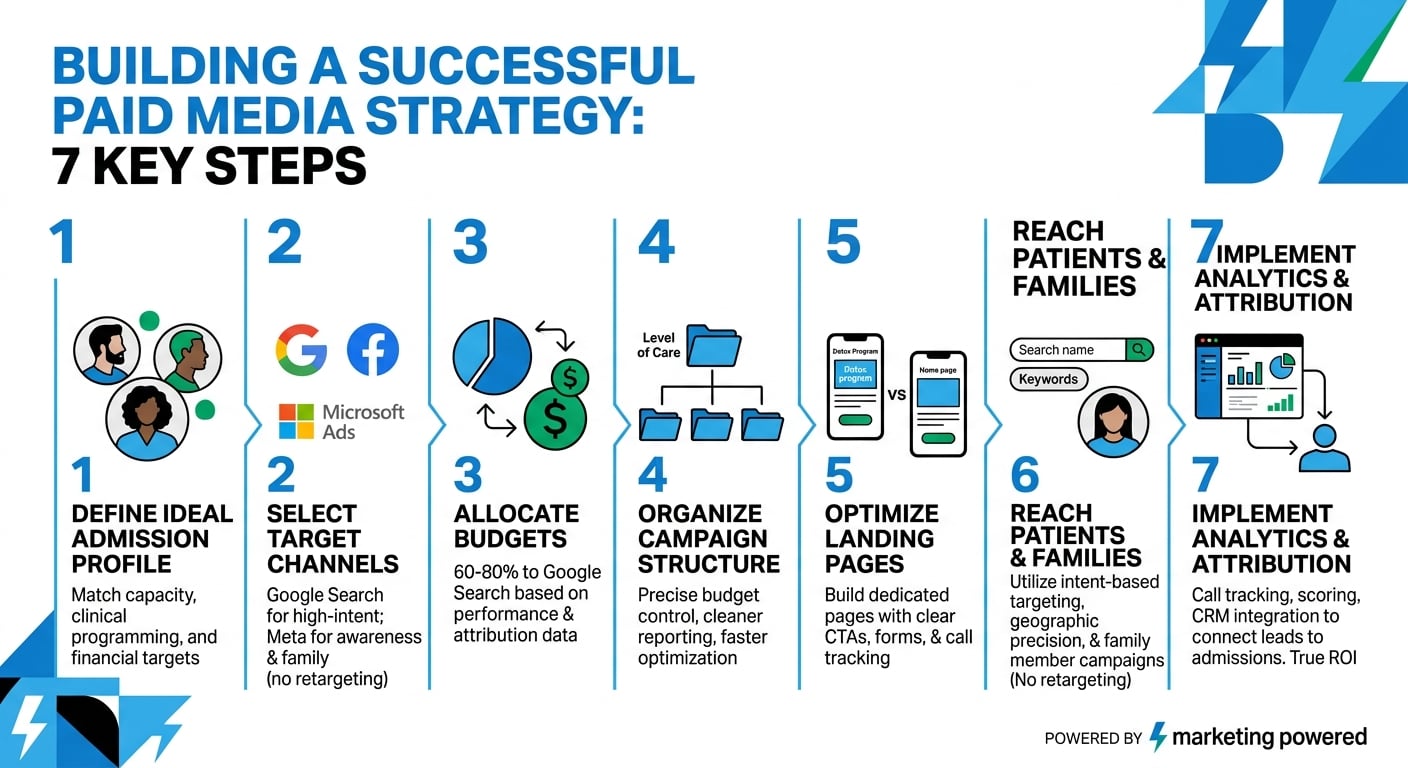 BUILDING A SUCCESSFUL
PAID MEDIA STRATEGY:
7 KEY STEPS
1
1
DEFINE IDEAL
ADMISSION
PROFILE
Match capacity,
clinical
programming, and
financial targets
2
Microsoft
Ads
2
SELECT
TARGET
CHANNELS
Google Search
for high-intent;
Meta for awareness
& family
(no retargeting)
3
$
$
3
ALLOCATE
BUDGETS
60-80% to Google
Search based on
performance &
attribution data
4
Level
of Care
4
ORGANIZE
CAMPAIGN
STRUCTURE
Precise budget
control, cleaner
reporting, faster
optimization
5
Datox Program
Datos
program
VS
Home page
5
OPTIMIZE
LANDING
PAGES
Build dedicated
pages with clear
CTAs, forms, & call
tracking
REACH
PATIENTS &
FAMILIES
Search name
Keywords
6
REACH
PATIENTS
& FAMILIES
Utilize intent-based
targeting,
geographic
precision, & family
member campaigns
(No retargeting)
7 IMPLEMENT
ANALYTICS &
ATTRIBUTION
7
IMPLEMENT
ANALYTICS &
ATTRIBUTION
Call tracking, scoring,
CRM integration to
connect leads to
admissions. True ROI
POWERED BY marketing powered